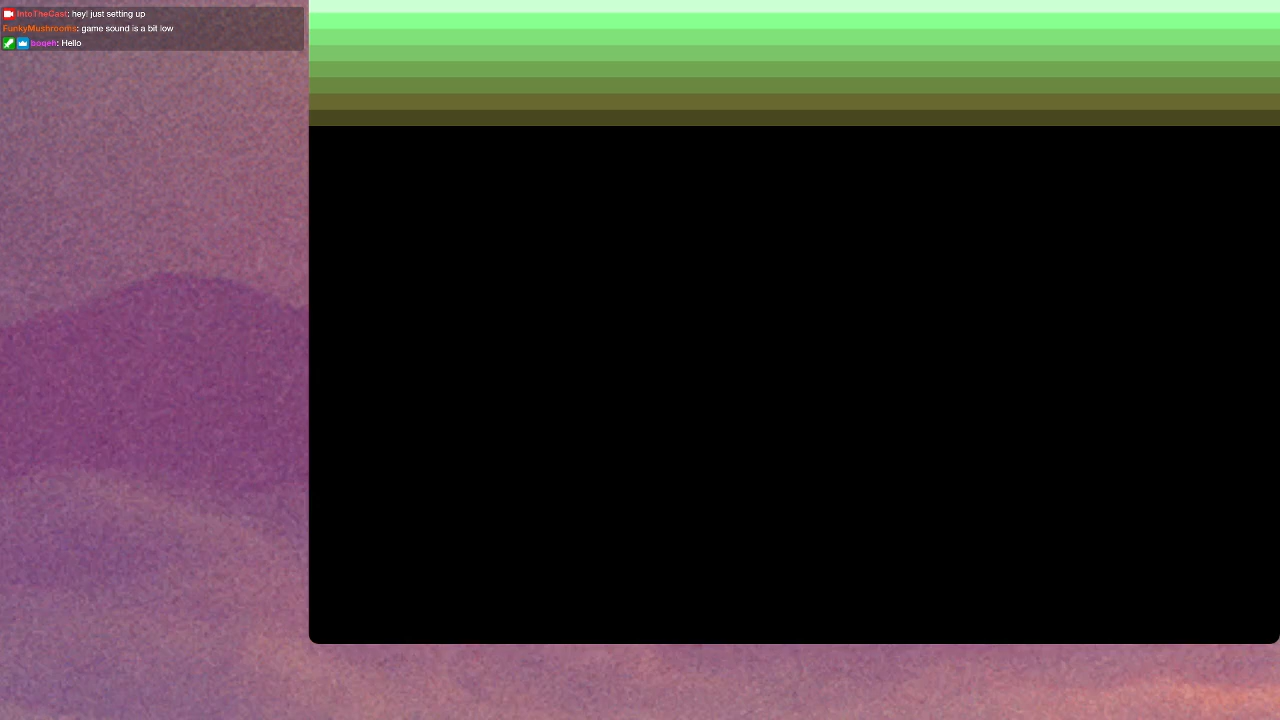 IntoTheCast: hey! just setting up
FunkyMushrooms: game sound is a bit low
boqeh: Hello